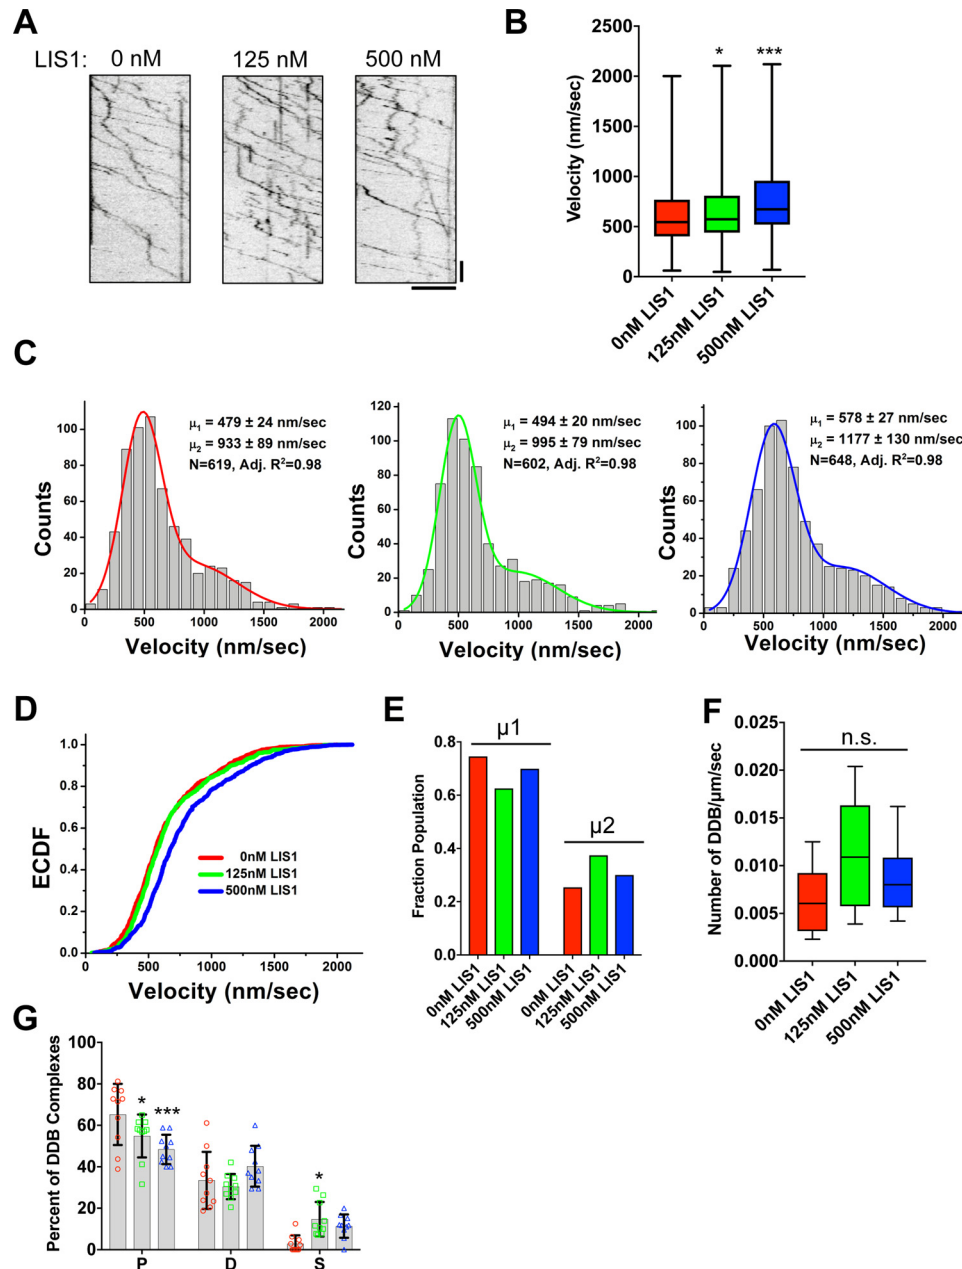 A
LIS1: 0 nM 125 nM 500 nM
B
* ***
Velocity (nm/sec)
2500
2000
1500
1000
500
0
0nM LIS1
125nM LIS1
500nM LIS1
C
Counts
100
80
60
40
20
0
μ1 = 479 ± 24 nm/sec
μ2 = 933 ± 89 nm/sec
N=619, Adj. R²=0.98
0 500 1000 1500 2000
Velocity (nm/sec)
Counts
120
100
80
60
40
20
0
μ1 = 494 ± 20 nm/sec
μ2 = 995 ± 79 nm/sec
N=602, Adj. R²=0.98
0 500 1000 1500 2000
Velocity (nm/sec)
Counts
100
80
60
40
20
0
μ1 = 578 ± 27 nm/sec
μ2 = 1177 ± 130 nm/sec
N=648, Adj. R²=0.98
0 500 1000 1500 2000
Velocity (nm/sec)
D
ECDF
1.0
0.8
0.6
0.4
0.2
0.0
0nM LIS1
125nM LIS1
500nM LIS1
0 500 1000 1500 2000
Velocity (nm/sec)
E
Fraction Population
0.8
0.6
0.4
0.2
0.0
μ1
μ2
0nM LIS1
125nM LIS1
500nM LIS1
0nM LIS1
125nM LIS1
500nM LIS1
F
Number of DDB/μm/sec
0.025
0.020
0.015
0.010
0.005
0.000
n.s.
0nM LIS1
125nM LIS1
500nM LIS1
G
Percent of DDB Complexes
100
80
60
40
20
0
* *** *
P D S